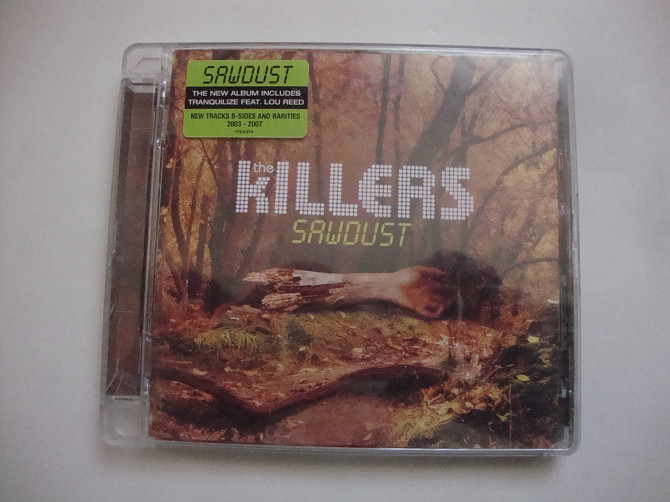 SAWDUST
THE NEW ALBUM INCLUDES
TRANQUILIZE FEAT. LOU REED
NEW TRACKS B-SIDES AND RARITIES
2003 - 2007
the
KILLERS
SAWDUST